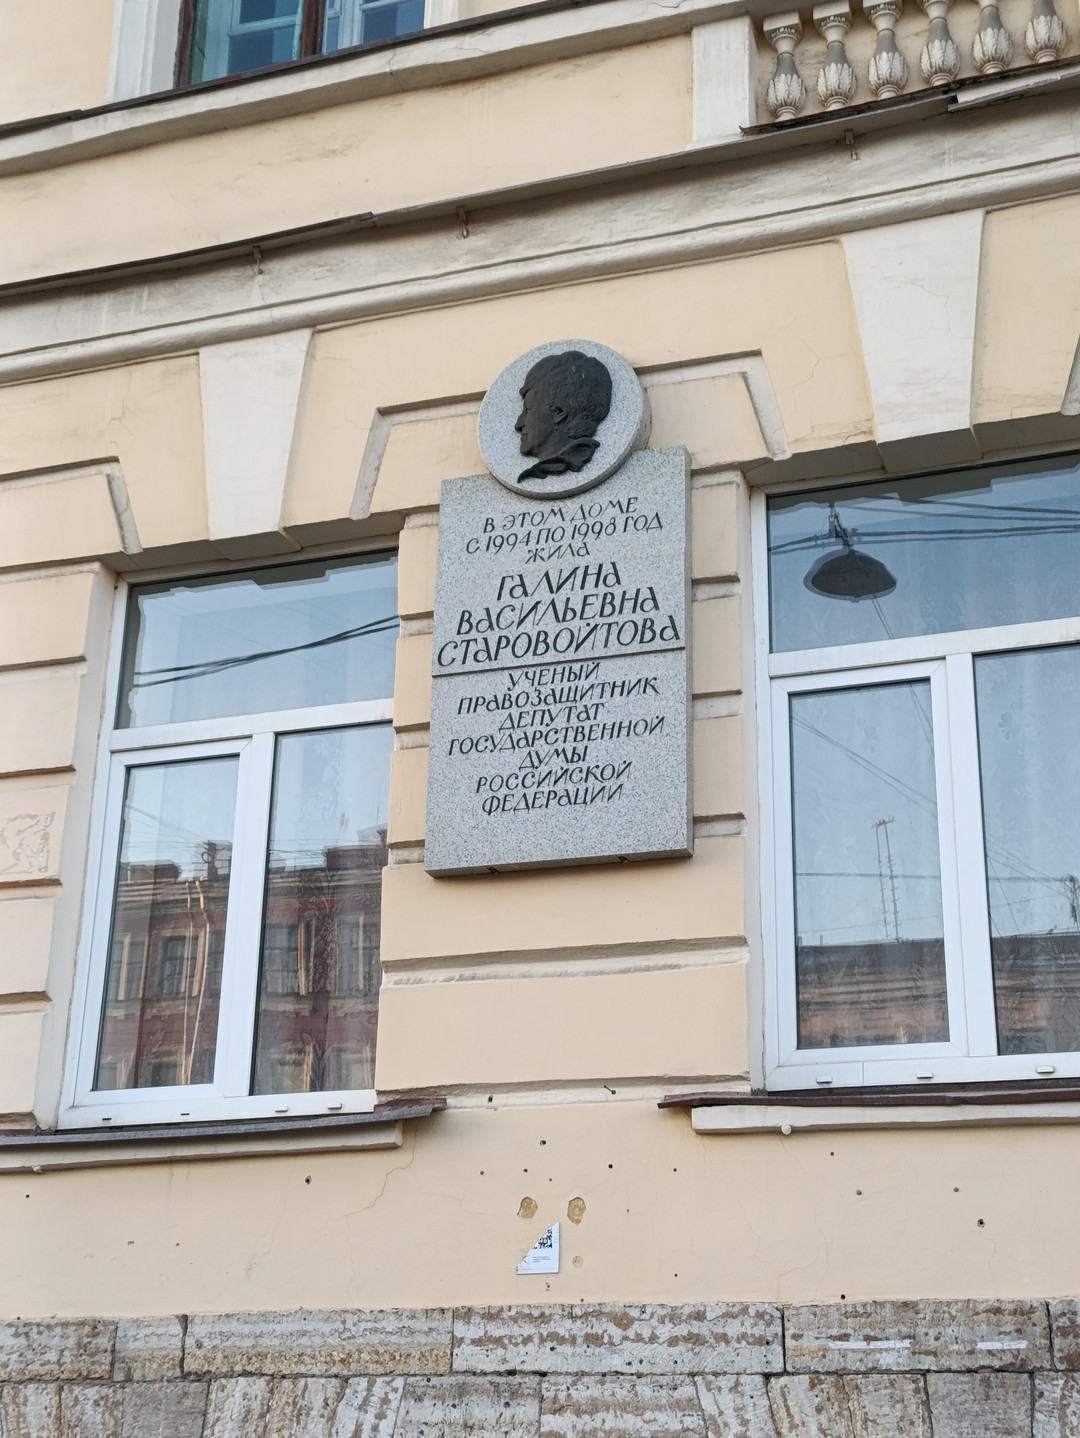 В ЭТОМ ДОМЕ
С 1994 ПО 1998 ГОД
ЖИЛА
ГАЛИНА
ВАСИЛЬЕВНА
СТАРОВОЙТОВА
УЧЕНЫЙ
ПРАВОЗАЩИТНИК
ДЕПУТАТ
ГОСУДАРСТВЕННОЙ
ДУМЫ
РОССИЙСКОЙ
ФЕДЕРАЦИИ